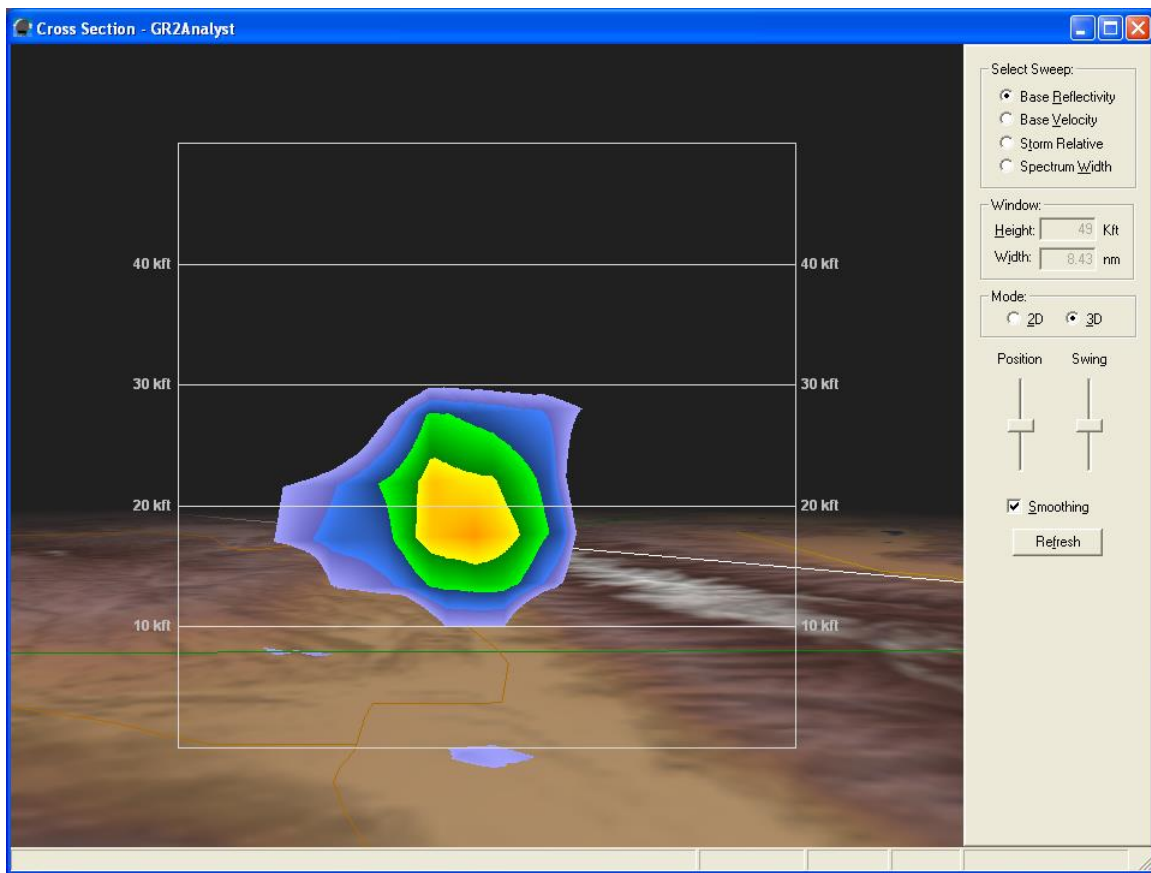 Cross Section - GR2Analyst
Select Sweep:
Base Reflectivity
Base Velocity
Storm Relative
Spectrum Width
Window:
Height: 49 Kft
Width: 8.43 nm
Mode:
2D 3D
Position Swing
Smoothing
Refresh
40 kft 40 kft
30 kft 30 kft
20 kft 20 kft
10 kft 10 kft